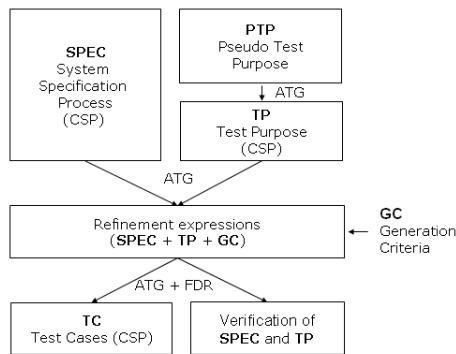 SPEC
System
Specification
Process
(CSP)
PTP
Pseudo Test
Purpose
ATG
TP
Test Purpose
(CSP)
ATG
Refinement expressions
(SPEC + TP + GC)
GC
Generation
Criteria
ATG + FDR
TC
Test Cases (CSP)
Verification of
SPEC and TP